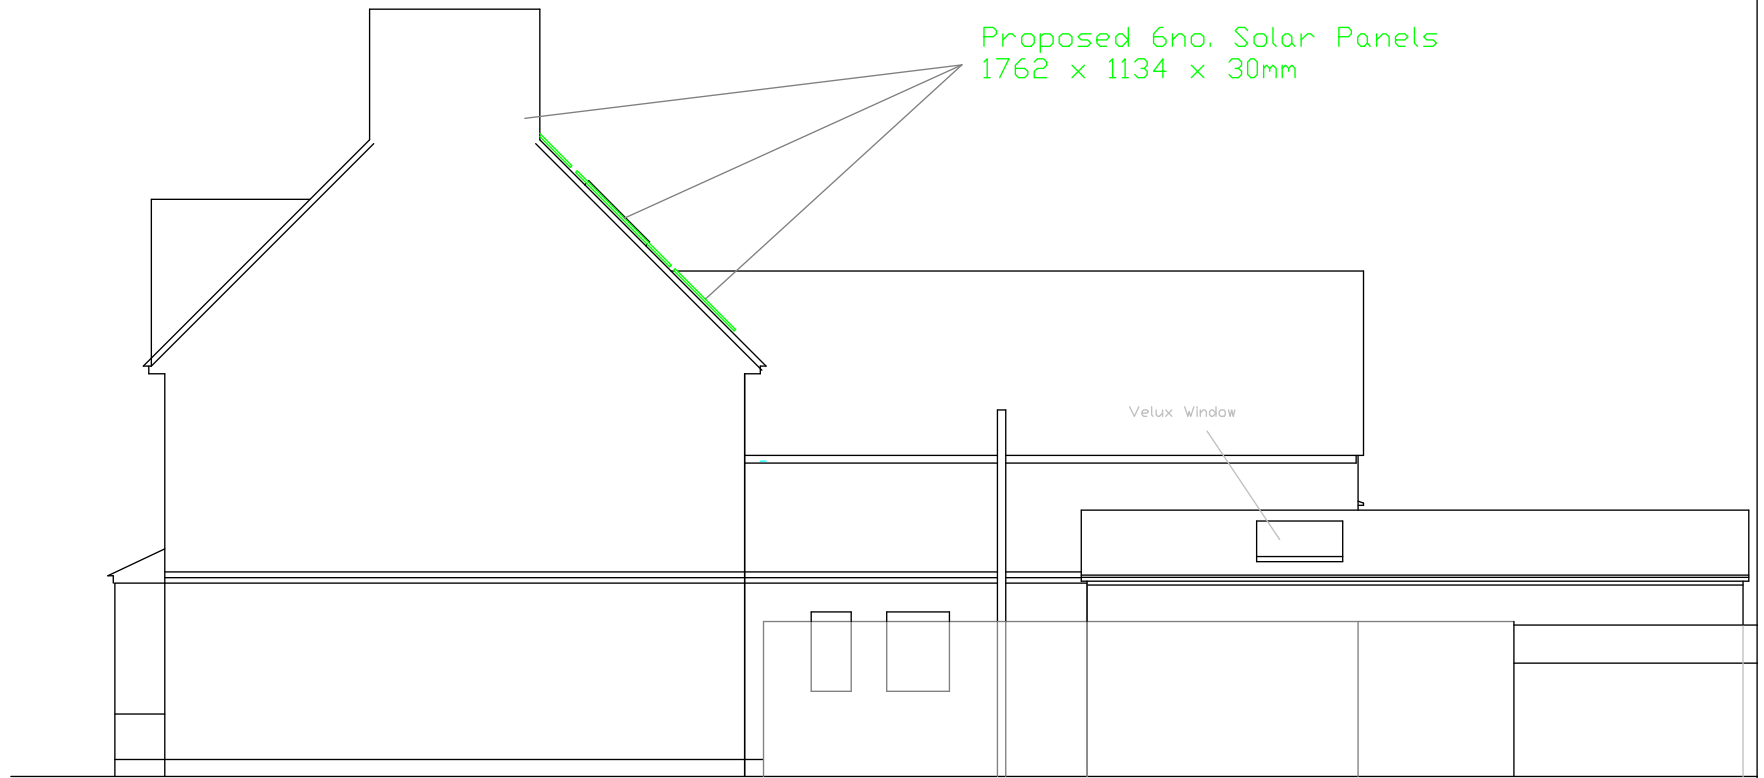 Proposed 6no. Solar Panels
1762 x 1134 x 30mm
Velux Window